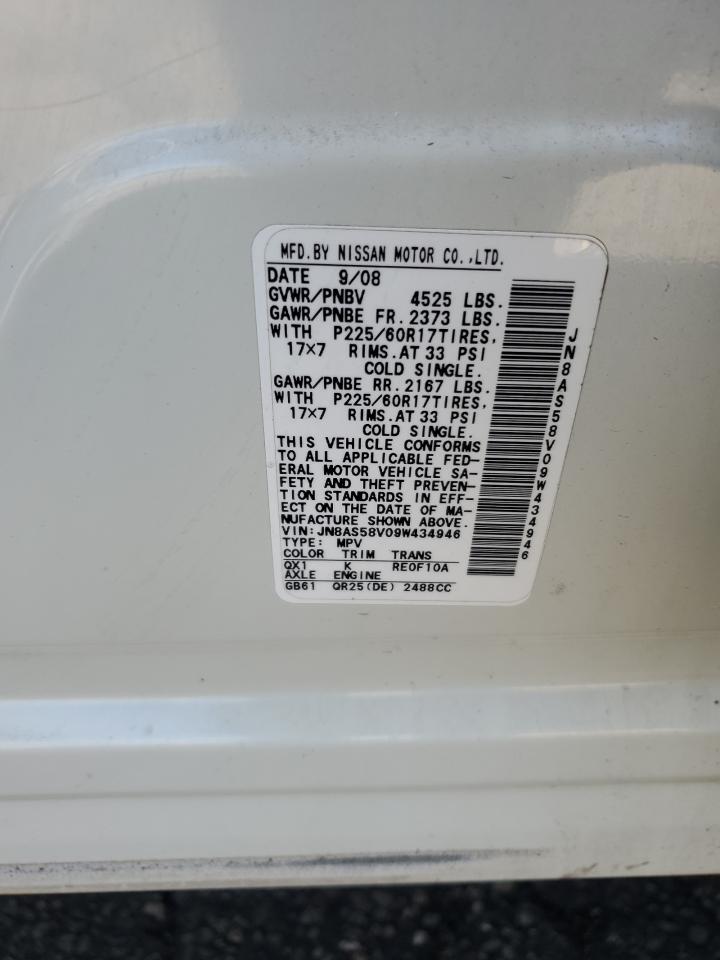 MFD.BY NISSAN MOTOR CO.,LTD.
DATE 9/08
GVWR/PNBV 4525 LBS.
GAWR/PNBE FR. 2373 LBS.
WITH P225/60R17TIRES,
17×7 RIMS.AT 33 PSI
COLD SINGLE.
GAWR/PNBE RR. 2167 LBS.
WITH P225/60R17TIRES,
17×7 RIMS.AT 33 PSI
COLD SINGLE.
THIS VEHICLE CONFORMS
TO ALL APPLICABLE FED-
ERAL MOTOR VEHICLE SA-
FETY AND THEFT PREVEN-
TION STANDARDS IN EFF-
ECT ON THE DATE OF MA-
NUFACTURE SHOWN ABOVE.
VIN:JN8AS58V09W434946
TYPE: MPV
COLOR TRIM TRANS
QX1 K RE0F10A
AXLE ENGINE
GB61 QR25(DE) 2488CC
JN8AS58V09W434946